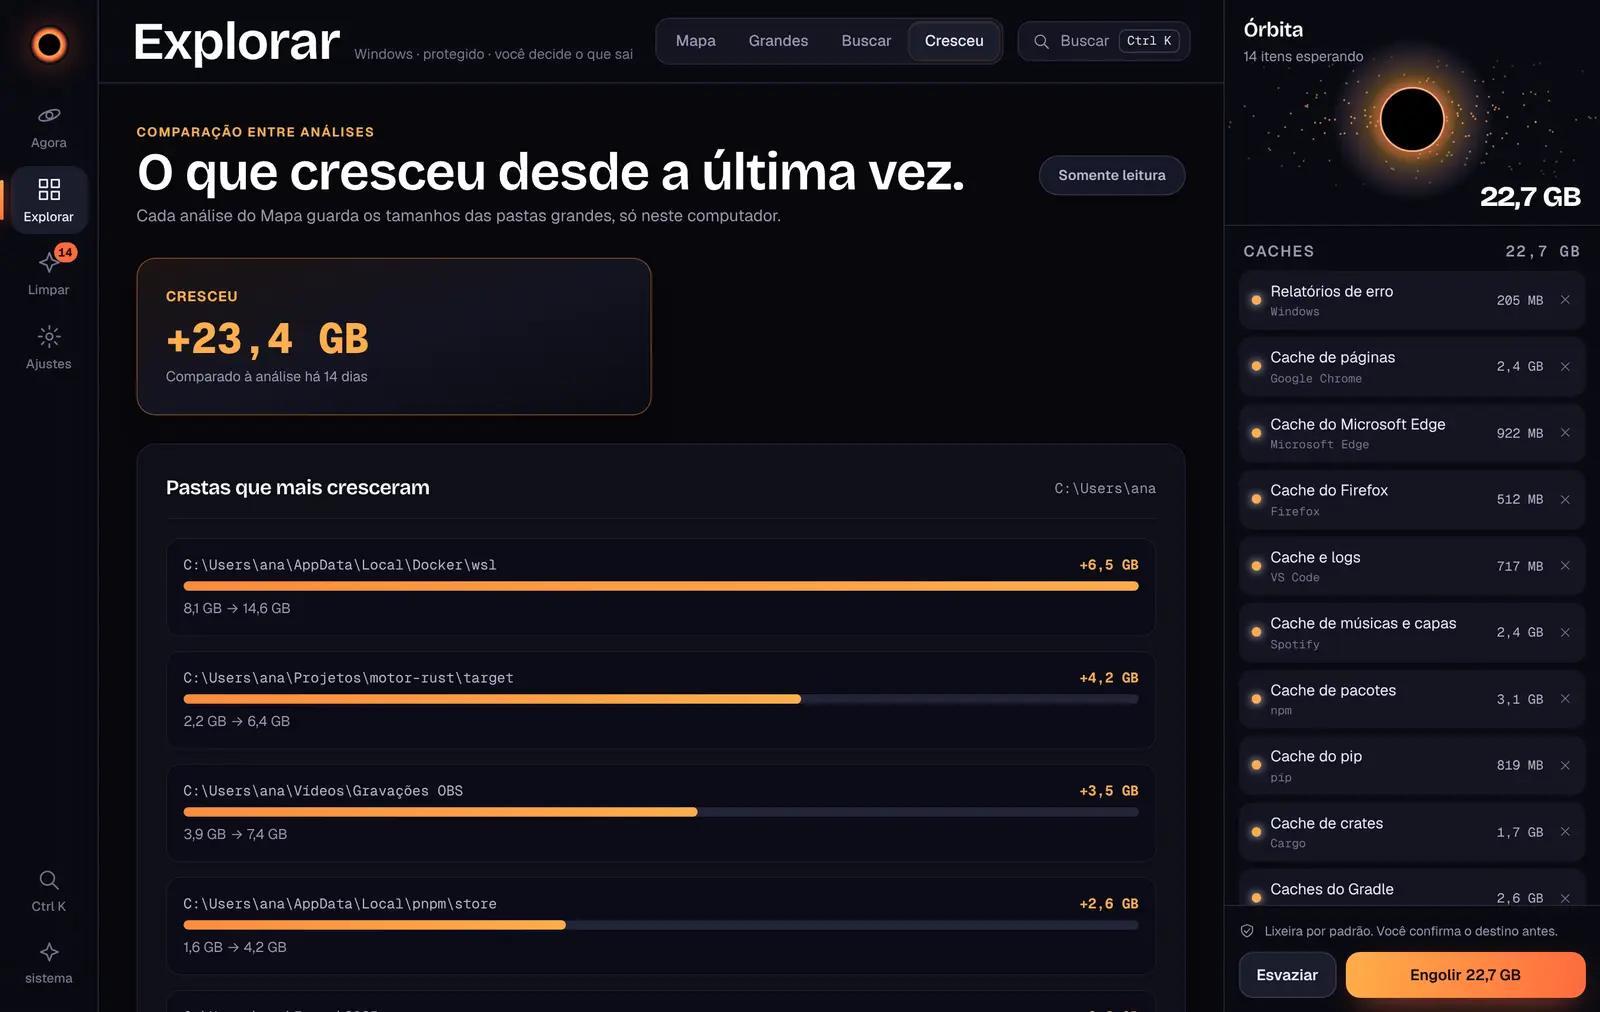 Agora
Explorar
14
Limpar
Ajustes
Ctrl K
sistema
Explorar
Windows · protegido · você decide o que sai
Mapa
Grandes
Buscar
Cresceu
Buscar
Ctrl K
COMPARAÇÃO ENTRE ANÁLISES
O que cresceu desde a última vez.
Cada análise do Mapa guarda os tamanhos das pastas grandes, só neste computador.
Somente leitura
CRESCEU
+23,4 GB
Comparado à análise há 14 dias
Pastas que mais cresceram
C:\Users\ana
C:\Users\ana\AppData\Local\Docker\wsl
+6,5 GB
8,1 GB → 14,6 GB
C:\Users\ana\Projetos\motor-rust\target
+4,2 GB
2,2 GB → 6,4 GB
C:\Users\ana\Vídeos\Gravações OBS
+3,5 GB
3,9 GB → 7,4 GB
C:\Users\ana\AppData\Local\pnpm\store
+2,6 GB
1,6 GB → 4,2 GB
Órbita
14 itens esperando
22,7 GB
CACHES
22,7 GB
Relatórios de erro
205 MB
Windows
Cache de páginas
2,4 GB
Google Chrome
Cache do Microsoft Edge
922 MB
Microsoft Edge
Cache do Firefox
512 MB
Firefox
Cache e logs
717 MB
VS Code
Cache de músicas e capas
2,4 GB
Spotify
Cache de pacotes
3,1 GB
npm
Cache do pip
819 MB
pip
Cache de crates
1,7 GB
Cargo
Caches do Gradle
2,6 GB
Lixeira por padrão. Você confirma o destino antes.
Esvaziar
Engolir 22,7 GB